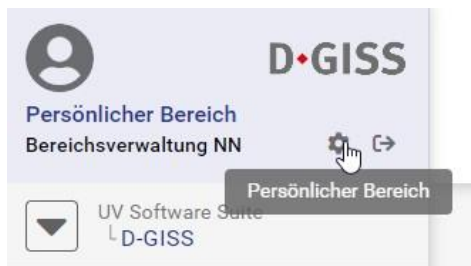 D·GISS
Persönlicher Bereich
Bereichsverwaltung NN
Persönlicher Bereich
UV Software Suite
D-GISS